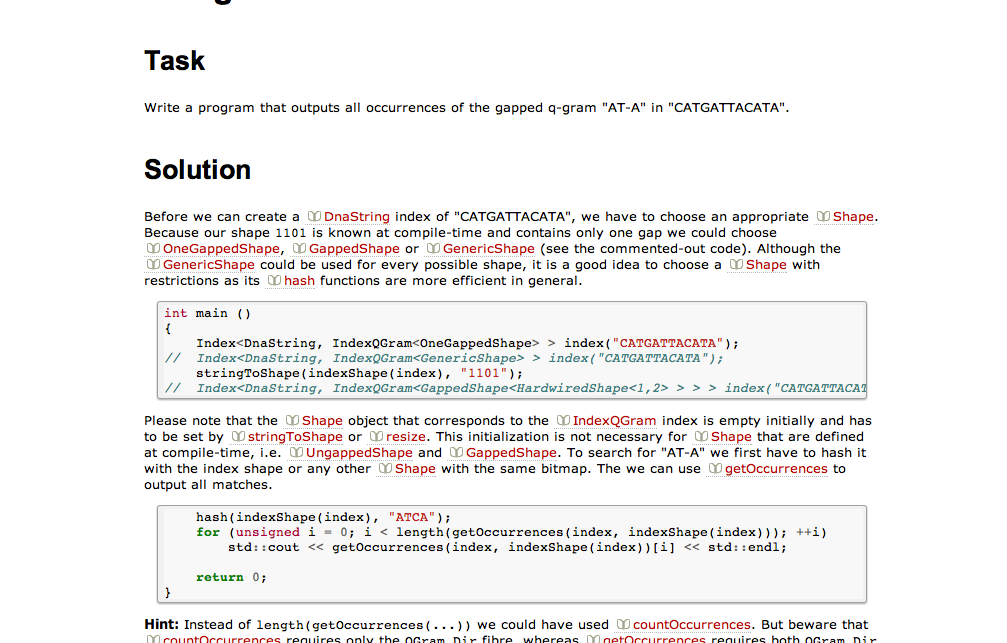 Task
Write a program that outputs all occurrences of the gapped q-gram "AT-A" in "CATGATTACATA".
Solution
Before we can create a DnaString index of "CATGATTACATA", we have to choose an appropriate Shape.
Because our shape 1101 is known at compile-time and contains only one gap we could choose
OneGappedShape, GappedShape or GenericShape (see the commented-out code). Although the
GenericShape could be used for every possible shape, it is a good idea to choose a Shape with
restrictions as its hash functions are more efficient in general.
int main ()
{
    Index<DnaString, IndexQGram<OneGappedShape> > index("CATGATTACATA");
//  Index<DnaString, IndexQGram<GenericShape> > index("CATGATTACATA");
    stringToShape(indexShape(index), "1101");
//  Index<DnaString, IndexQGram<GappedShape<HardwiredShape<1,2> > > > index("CATGATTACAT
Please note that the Shape object that corresponds to the IndexQGram index is empty initially and has
to be set by stringToShape or resize. This initialization is not necessary for Shape that are defined
at compile-time, i.e. UngappedShape and GappedShape. To search for "AT-A" we first have to hash it
with the index shape or any other Shape with the same bitmap. The we can use getOccurrences to
output all matches.
    hash(indexShape(index), "ATCA");
    for (unsigned i = 0; i < length(getOccurrences(index, indexShape(index))); ++i)
        std::cout << getOccurrences(index, indexShape(index))[i] << std::endl;
    return 0;
}
Hint: Instead of length(getOccurrences(...)) we could have used countOccurrences. But beware that
countOccurrences requires only the QGram_Dir fibre, whereas getOccurrences requires both QGram_Dir